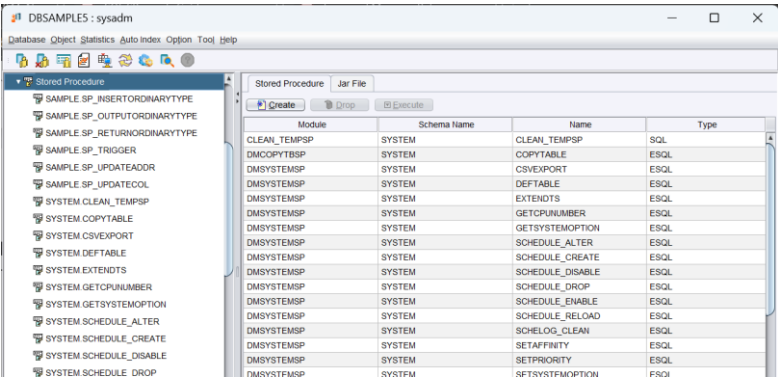 DBSAMPLE5 : sysadm
Database Object Statistics Auto Index Option Tool Help
Stored Procedure
SAMPLE.SP_INSERTORDINARYTYPE
SAMPLE.SP_OUTPUTORDINARYTYPE
SAMPLE.SP_RETURNORDINARYTYPE
SAMPLE.SP_TRIGGER
SAMPLE.SP_UPDATEADDR
SAMPLE.SP_UPDATECOL
SYSTEM.CLEAN_TEMPSP
SYSTEM.COPYTABLE
SYSTEM.CSVEXPORT
SYSTEM.DEFTABLE
SYSTEM.EXTENDTS
SYSTEM.GETCPUNUMBER
SYSTEM.GETSYSTEMOPTION
SYSTEM.SCHEDULE_ALTER
SYSTEM.SCHEDULE_CREATE
SYSTEM.SCHEDULE_DISABLE
SYSTEM.SCHEDULE_DROP
Stored Procedure Jar File
Create Drop Execute
Module Schema Name Name Type
CLEAN_TEMPSP SYSTEM CLEAN_TEMPSP SQL
DMCOPYTBSP SYSTEM COPYTABLE ESQL
DMSYSTEMSP SYSTEM CSVEXPORT ESQL
DMSYSTEMSP SYSTEM DEFTABLE ESQL
DMSYSTEMSP SYSTEM EXTENDTS ESQL
DMSYSTEMSP SYSTEM GETCPUNUMBER ESQL
DMSYSTEMSP SYSTEM GETSYSTEMOPTION ESQL
DMSYSTEMSP SYSTEM SCHEDULE_ALTER ESQL
DMSYSTEMSP SYSTEM SCHEDULE_CREATE ESQL
DMSYSTEMSP SYSTEM SCHEDULE_DISABLE ESQL
DMSYSTEMSP SYSTEM SCHEDULE_DROP ESQL
DMSYSTEMSP SYSTEM SCHEDULE_ENABLE ESQL
DMSYSTEMSP SYSTEM SCHEDULE_RELOAD ESQL
DMSYSTEMSP SYSTEM SCHELOG_CLEAN ESQL
DMSYSTEMSP SYSTEM SETAFFINITY ESQL
DMSYSTEMSP SYSTEM SETPRIORITY ESQL
DMSYSTEMSP SYSTEM SETSYSTEMOPTION ESQL